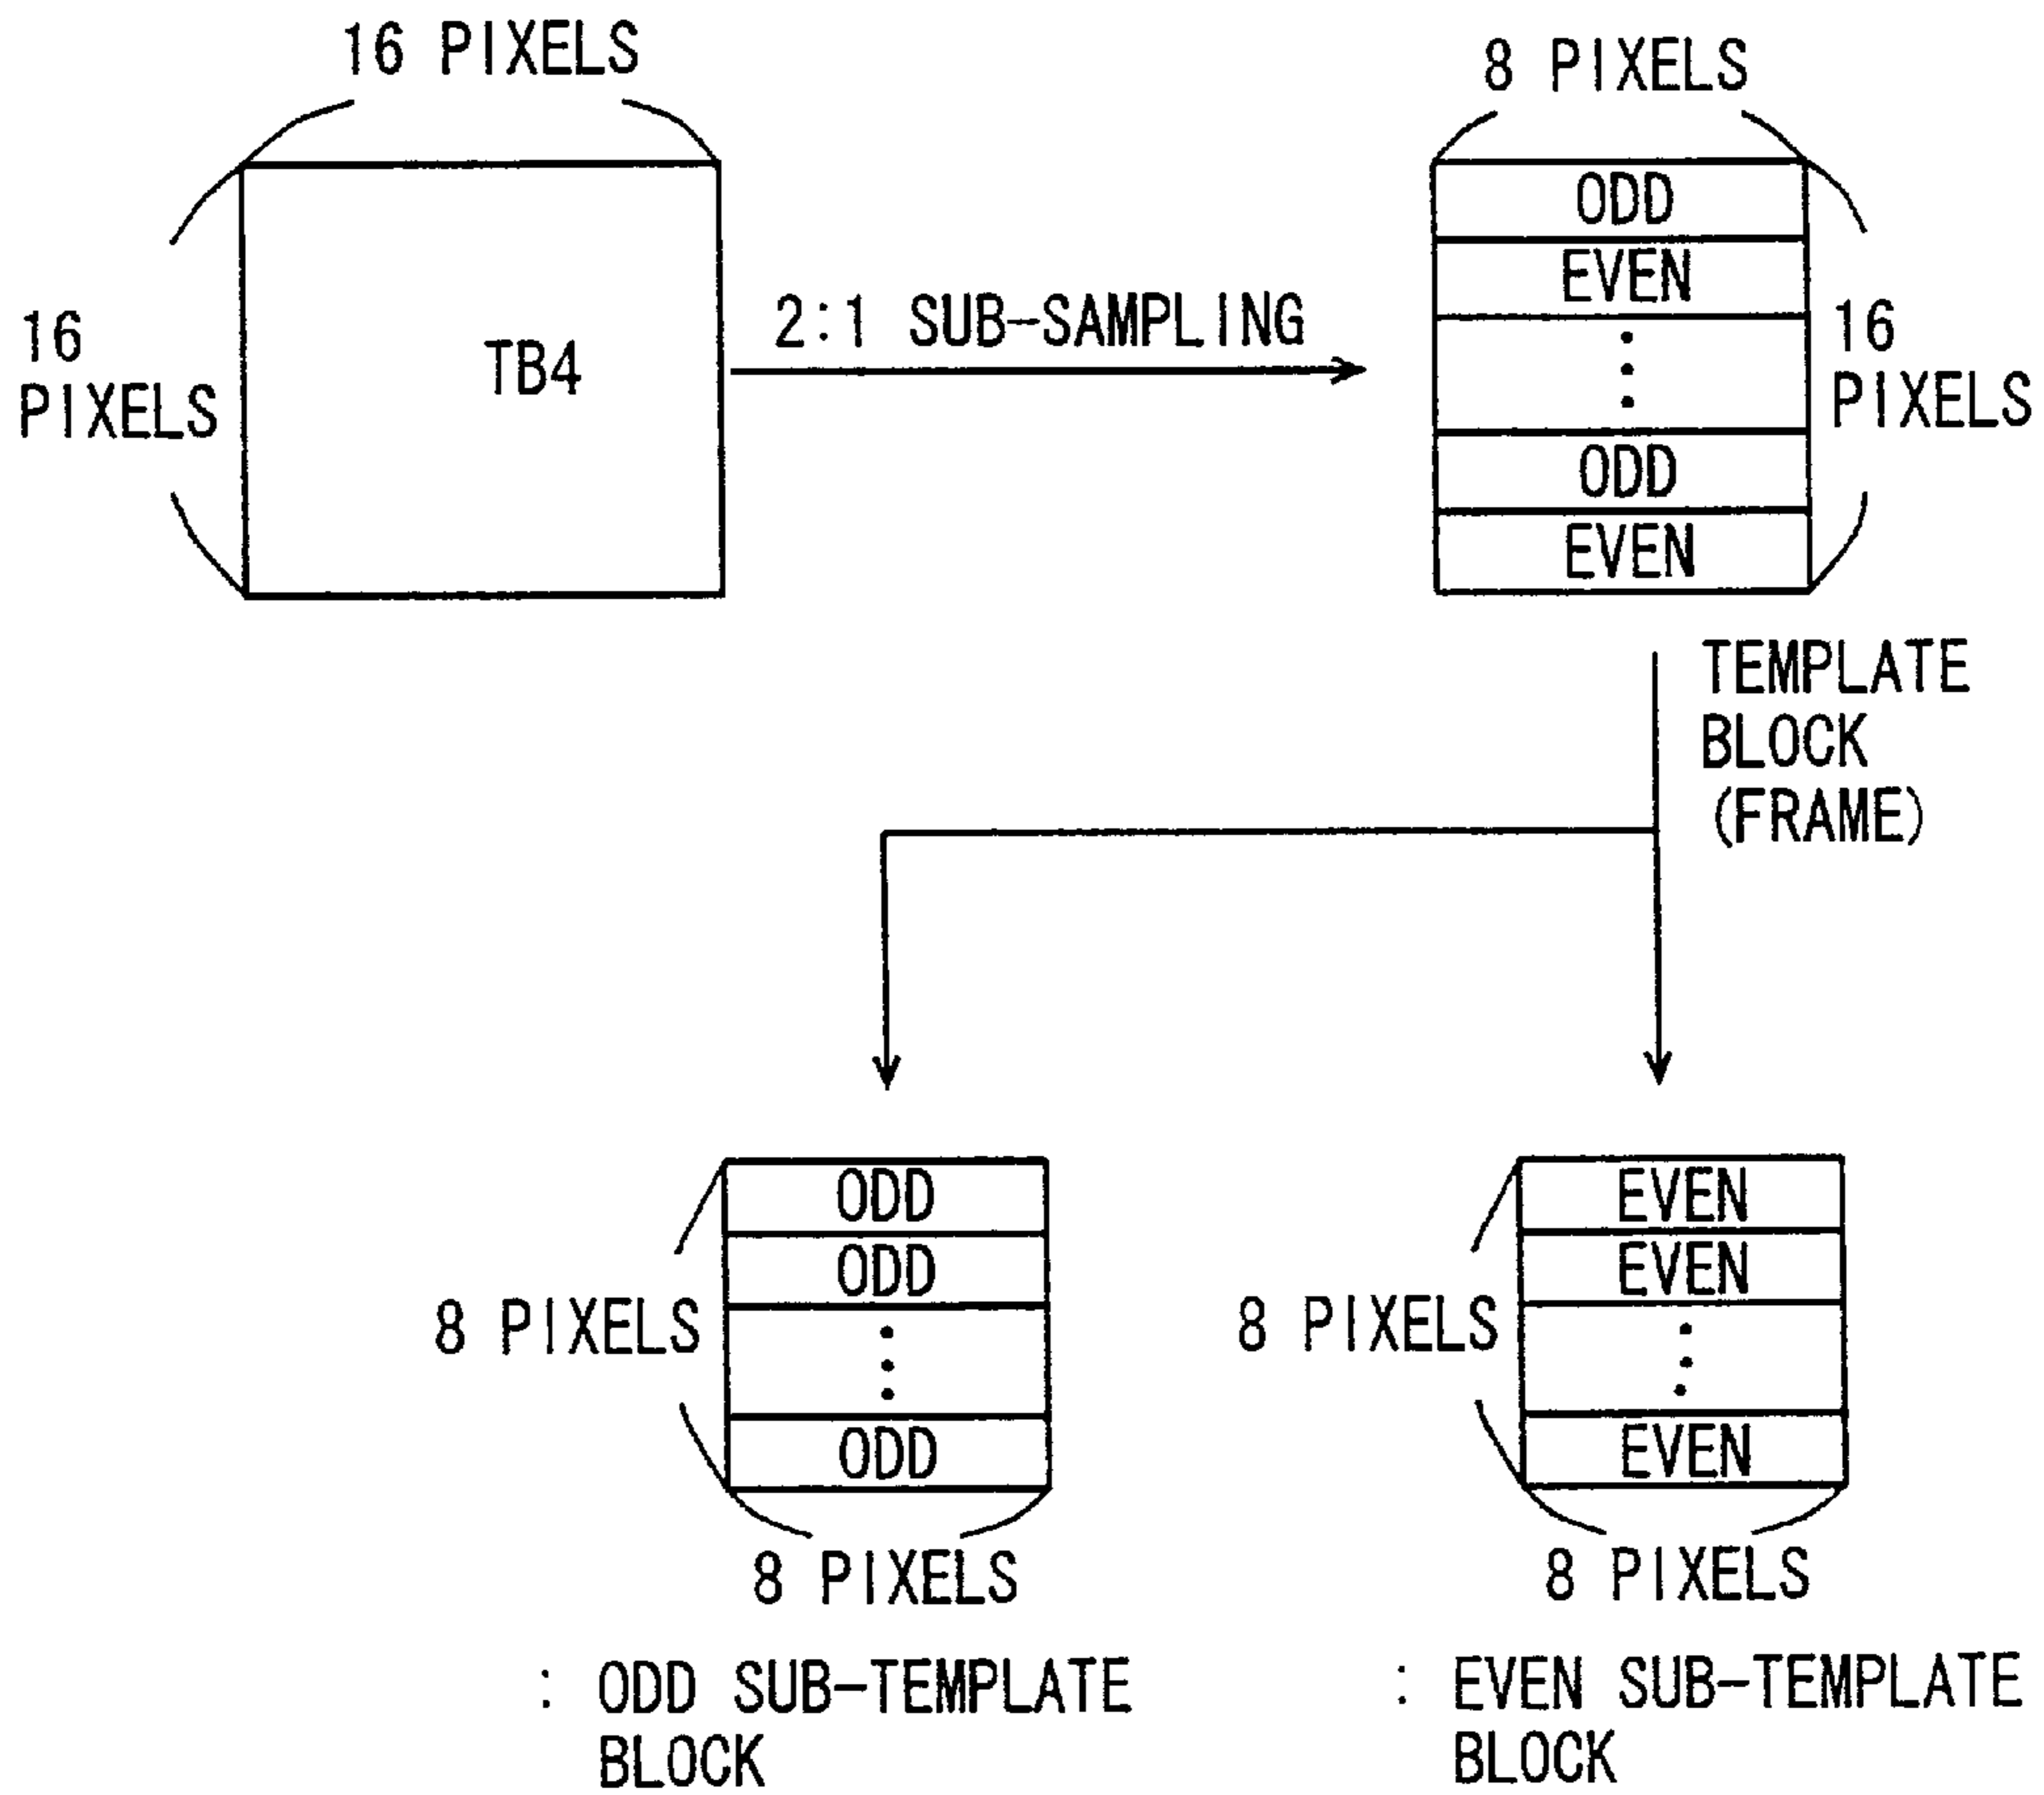 16 PIXELS
8 PIXELS
16
PIXELS
TB4
2:1 SUB-SAMPLING
ODD
EVEN
ODD
EVEN
16
PIXELS
TEMPLATE
BLOCK
(FRAME)
ODD
ODD
ODD
8 PIXELS
8 PIXELS
: ODD SUB-TEMPLATE
BLOCK
EVEN
EVEN
EVEN
8 PIXELS
8 PIXELS
: EVEN SUB-TEMPLATE
BLOCK